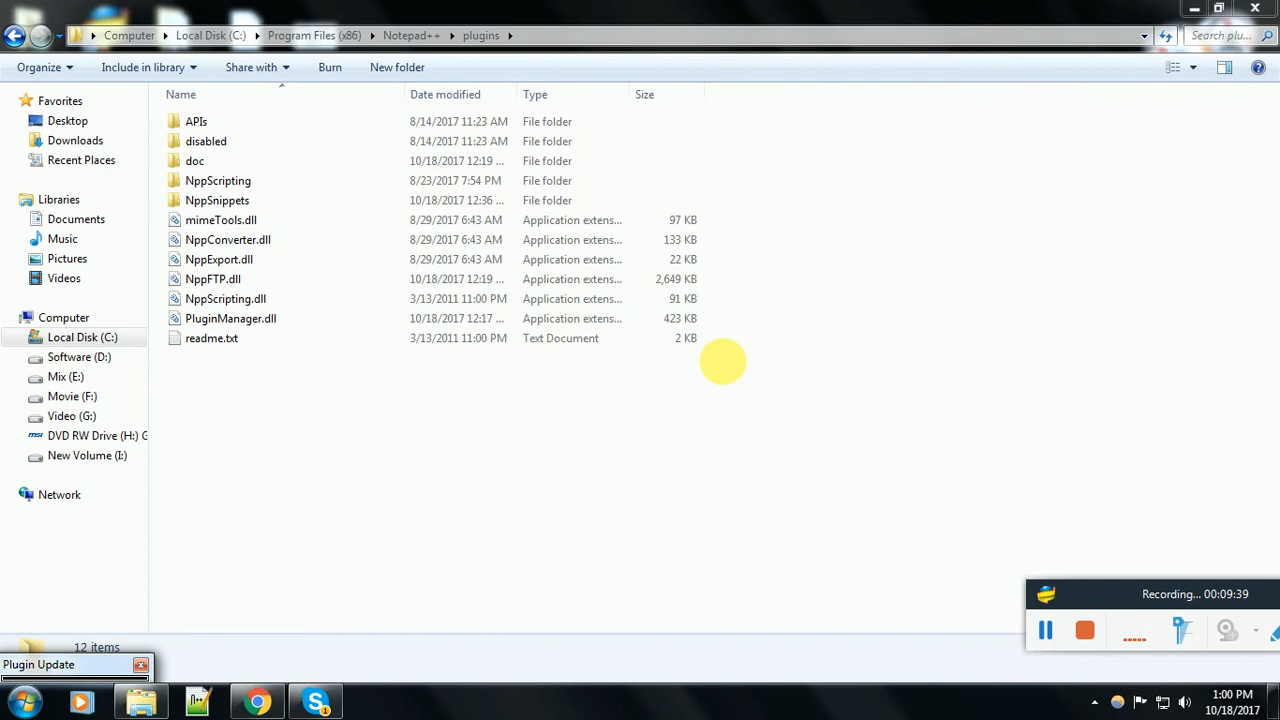 Computer Local Disk (C:) Program Files (x86) Notepad++ plugins
Search plu...
Organize Include in library Share with Burn New folder
Name Date modified Type Size
Favorites
Desktop
Downloads
Recent Places
Libraries
Documents
Music
Pictures
Videos
Computer
Local Disk (C:)
Software (D:)
Mix (E:)
Movie (F:)
Video (G:)
msi DVD RW Drive (H:) G
New Volume (I:)
Network
APIs 8/14/2017 11:23 AM File folder
disabled 8/14/2017 11:23 AM File folder
doc 10/18/2017 12:19 ... File folder
NppScripting 8/23/2017 7:54 PM File folder
NppSnippets 10/18/2017 12:36 ... File folder
mimeTools.dll 8/29/2017 6:43 AM Application extens... 97 KB
NppConverter.dll 8/29/2017 6:43 AM Application extens... 133 KB
NppExport.dll 8/29/2017 6:43 AM Application extens... 22 KB
NppFTP.dll 10/18/2017 12:19 ... Application extens... 2,649 KB
NppScripting.dll 3/13/2011 11:00 PM Application extens... 91 KB
PluginManager.dll 10/18/2017 12:17 ... Application extens... 423 KB
readme.txt 3/13/2011 11:00 PM Text Document 2 KB
Recording... 00:09:39
12 items
Plugin Update
1:00 PM
10/18/2017